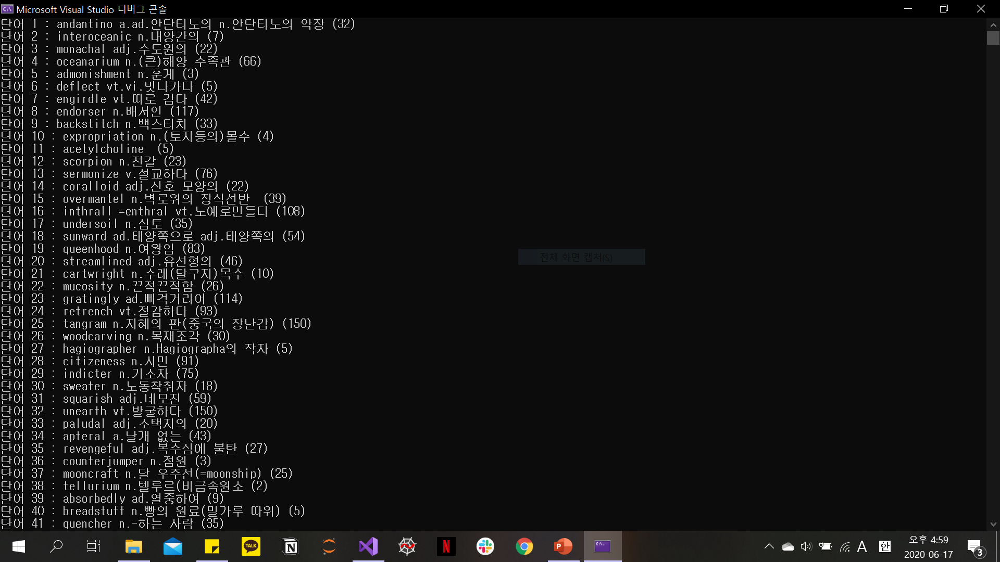 Microsoft Visual Studio 디버그 콘솔
단어 1 : andantino a.ad.안단티노의 n.안단티노의 악장 (32)
단어 2 : interoceanic n.대양간의 (7)
단어 3 : monachal adj.수도원의 (22)
단어 4 : oceanarium n.(큰)해양 수족관 (66)
단어 5 : admonishment n.훈계 (3)
단어 6 : deflect vt.vi.빗나가다 (5)
단어 7 : engirdle vt.띠로 감다 (42)
단어 8 : endorser n.배서인 (117)
단어 9 : backstitch n.백스티치 (33)
단어 10 : expropriation n.(토지등의)몰수 (4)
단어 11 : acetylcholine  (5)
단어 12 : scorpion n.전갈 (23)
단어 13 : sermonize v.설교하다 (76)
단어 14 : coralloid adj.산호 모양의 (22)
단어 15 : overmantel n.벽로위의 장식선반  (39)
단어 16 : inthrall =enthral vt.노예로만들다 (108)
단어 17 : undersoil n.심토 (35)
단어 18 : sunward ad.태양쪽으로 adj.태양쪽의 (54)
단어 19 : queenhood n.여왕임 (83)
전체 화면 캡처(S)
단어 20 : streamlined adj.유선형의 (46)
단어 21 : cartwright n.수레(달구지)목수 (10)
단어 22 : mucosity n.끈적끈적함 (26)
단어 23 : gratingly ad.삐걱거리어 (114)
단어 24 : retrench vt.절감하다 (93)
단어 25 : tangram n.지혜의 판(중국의 장난감) (150)
단어 26 : woodcarving n.목재조각 (30)
단어 27 : hagiographer n.Hagiographa의 작자 (5)
단어 28 : citizeness n.시민 (91)
단어 29 : indicter n.기소자 (75)
단어 30 : sweater n.노동착취자 (18)
단어 31 : squarish adj.네모진 (59)
단어 32 : unearth vt.발굴하다 (150)
단어 33 : paludal adj.소택지의 (20)
단어 34 : apteral a.날개 없는 (43)
단어 35 : revengeful adj.복수심에 불탄 (27)
단어 36 : counterjumper n.점원 (3)
단어 37 : mooncraft n.달 우주선(=moonship) (25)
단어 38 : tellurium n.텔루르(비금속원소 (2)
단어 39 : absorbedly ad.열중하여 (9)
단어 40 : breadstuff n.빵의 원료(밀가루 따위) (5)
단어 41 : quencher n.-하는 사람 (35)
TALK
A 한 오후 4:59
2020-06-17
3